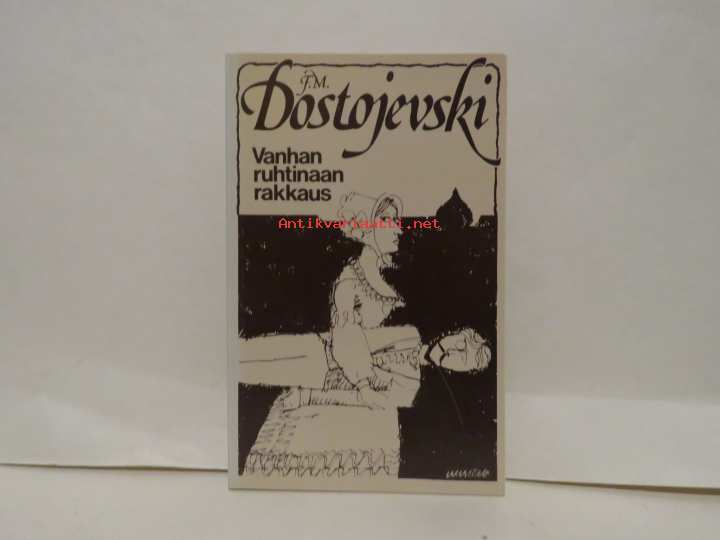 F.M.
Dostojevski
Vanhan
ruhtinaan
rakkaus
Antikvariaatti.net